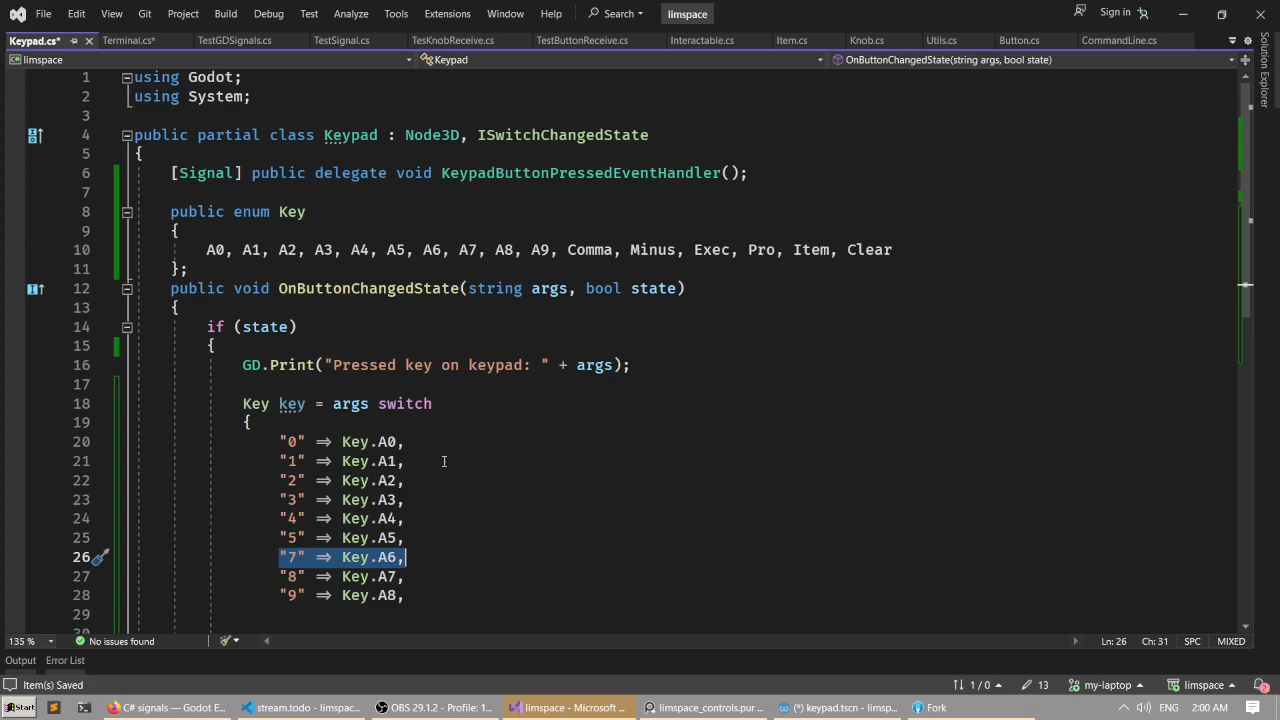 File Edit View Git Project Build Debug Test Analyze Tools Extensions Window Help Search limspace Sign in
Keypad.cs* Terminal.cs* TestGDSignals.cs TestSignal.cs TesKnobReceive.cs TestButtonReceive.cs Interactable.cs Item.cs Knob.cs Utils.cs Button.cs CommandLine.cs
limspace Keypad OnButtonChangedState(string args, bool state)
Solution Explorer
1 using Godot;
2 using System;
3
4 public partial class Keypad : Node3D, ISwitchChangedState
5 {
6 [Signal] public delegate void KeypadButtonPressedEventHandler();
7
8 public enum Key
9 {
10 A0, A1, A2, A3, A4, A5, A6, A7, A8, A9, Comma, Minus, Exec, Pro, Item, Clear
11 };
12 public void OnButtonChangedState(string args, bool state)
13 {
14 if (state)
15 {
16 GD.Print("Pressed key on keypad: " + args);
17
18 Key key = args switch
19 {
20 "0" => Key.A0,
21 "1" => Key.A1,
22 "2" => Key.A2,
23 "3" => Key.A3,
24 "4" => Key.A4,
25 "5" => Key.A5,
26 "7" => Key.A6,
27 "8" => Key.A7,
28 "9" => Key.A8,
29
30
135 % No issues found Ln: 26 Ch: 31 SPC MIXED
Output Error List
Item(s) Saved 1 / 0 13 my-laptop limspace 2
Start C# signals — Godot E... stream.todo - limspac... OBS 29.1.2 - Profile: 1... limspace - Microsoft ... limspace_controls.pur ... (*) keypad.tscn - limsp... Fork ENG 2:00 AM